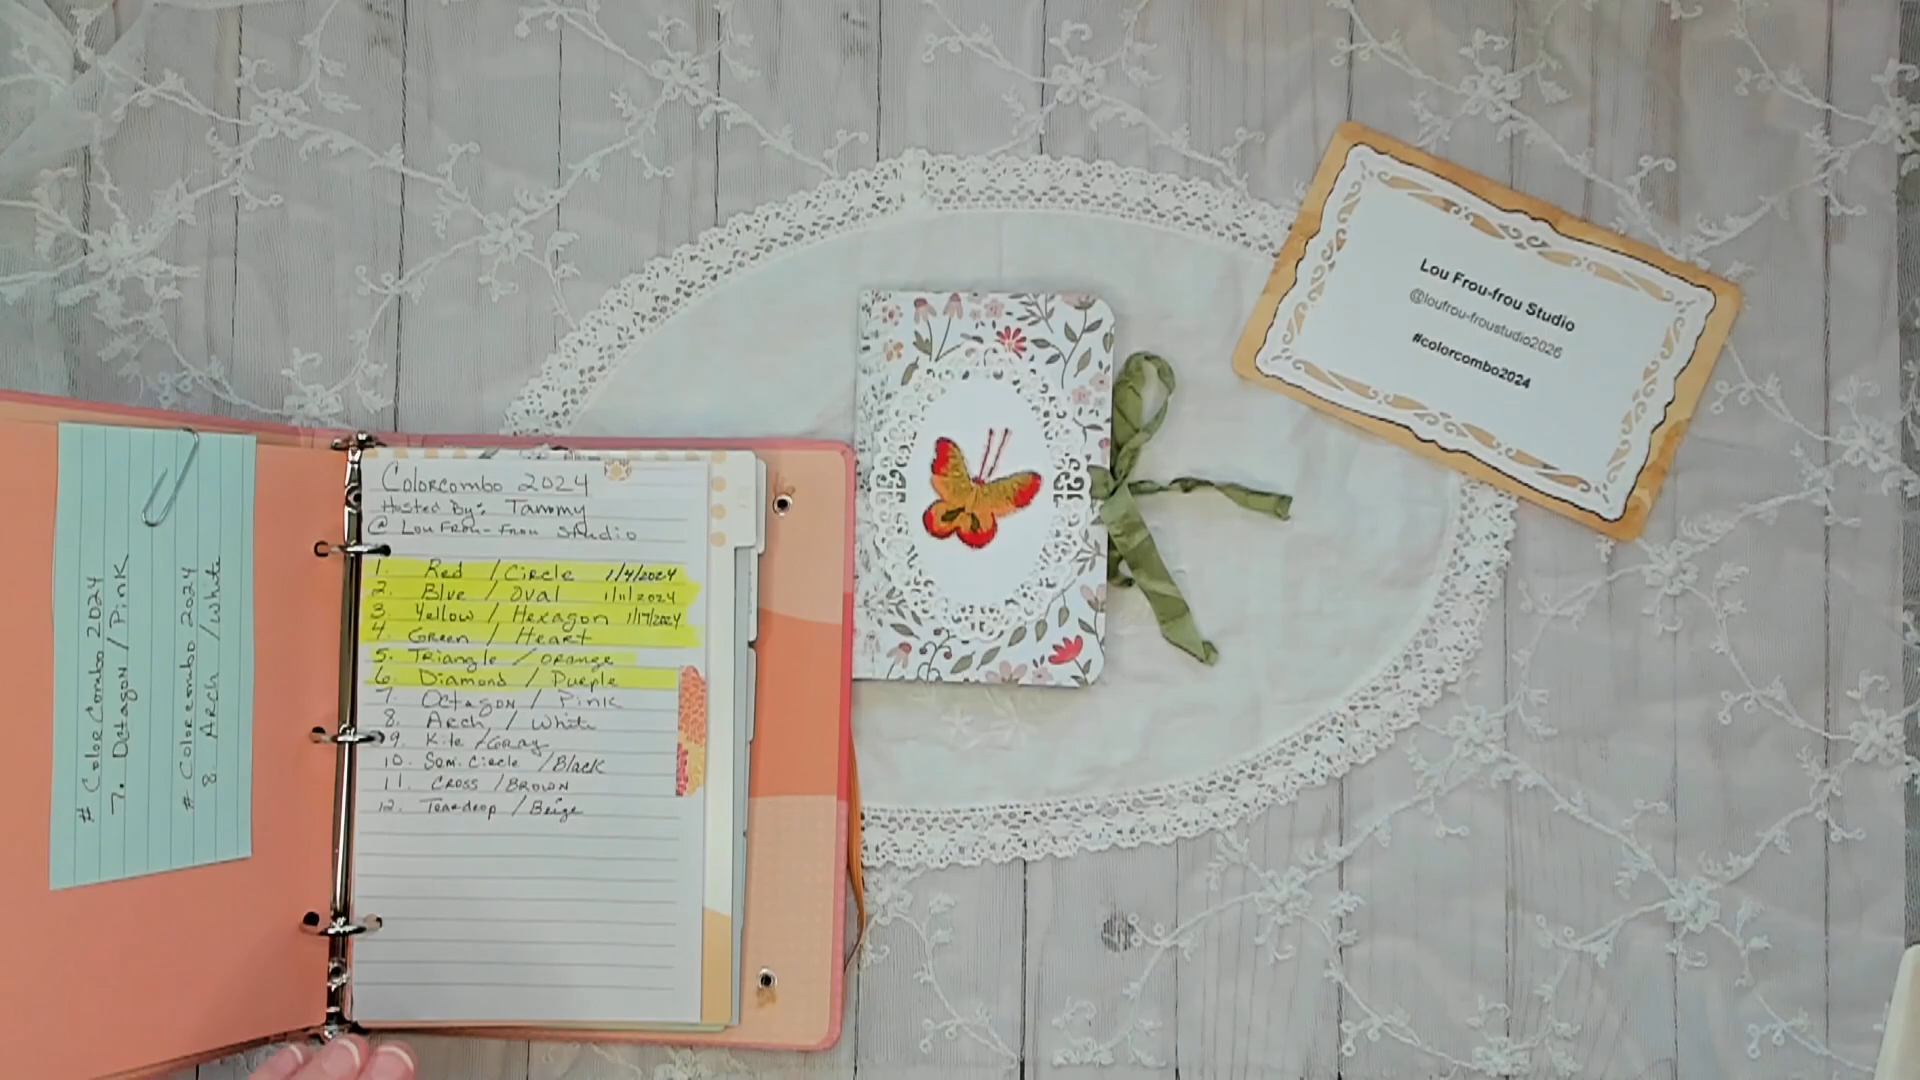 # Color Combo 2024
7. Octagon / Pink
# Colorcombo 2024
8. Arch / White
Colorcombo 2024
Hosted By: Tammy
@ Lou Frou-Frou Studio
1. Red / Circle 1/4/2024
2. Blue / Oval 1/11/2024
3. Yellow / Hexagon 1/17/2024
4. Green / Heart
5. Triangle / orange
6. Diamond / Purple
7. Octagon / Pink
8. Arch / White
9. Kite / Gray
10. Sem. Circle / Black
11. Cross / Brown
12. Teardrop / Beige
Lou Frou-frou Studio
@loufrou-froustudio2026
#colorcombo2024